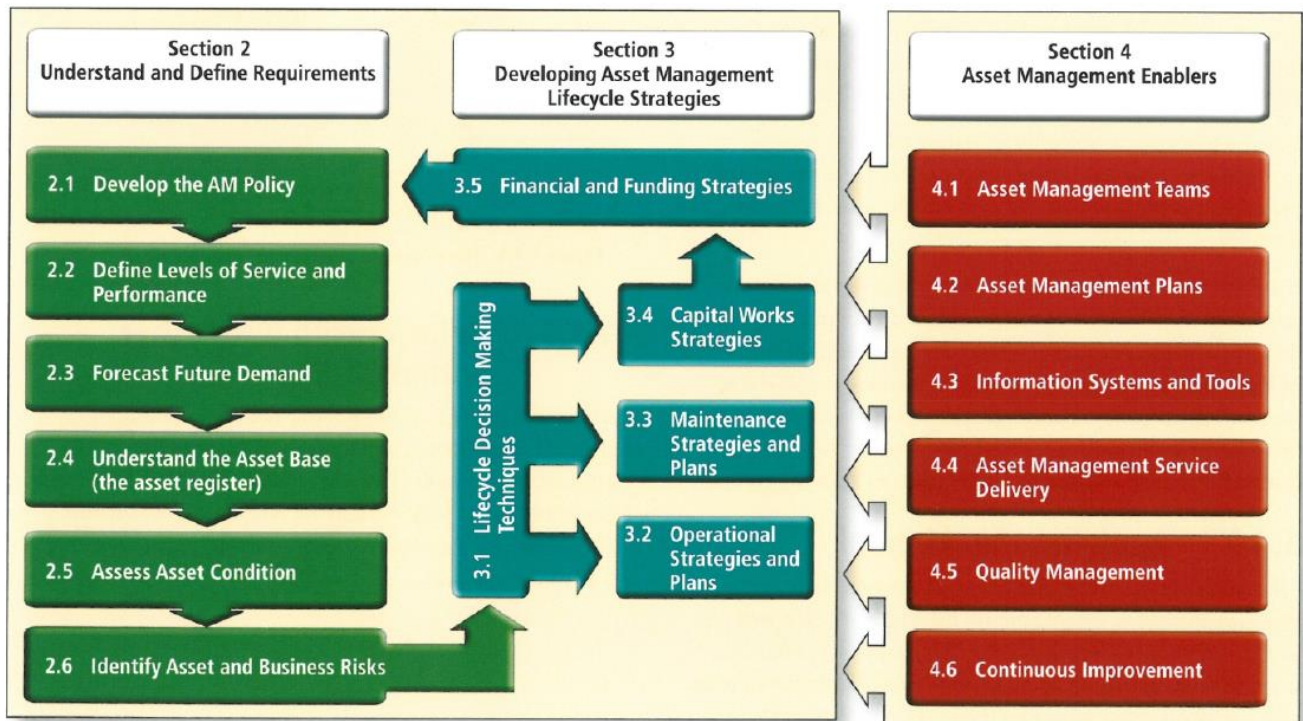 Section 2
Understand and Define Requirements
2.1 Develop the AM Policy
2.2 Define Levels of Service and
Performance
2.3 Forecast Future Demand
2.4 Understand the Asset Base
(the asset register)
2.5 Assess Asset Condition
2.6 Identify Asset and Business Risks
Section 3
Developing Asset Management
Lifecycle Strategies
3.5 Financial and Funding Strategies
3.1 Lifecycle Decision Making
Techniques
3.4 Capital Works
Strategies
3.3 Maintenance
Strategies and
Plans
3.2 Operational
Strategies and
Plans
Section 4
Asset Management Enablers
4.1 Asset Management Teams
4.2 Asset Management Plans
4.3 Information Systems and Tools
4.4 Asset Management Service
Delivery
4.5 Quality Management
4.6 Continuous Improvement